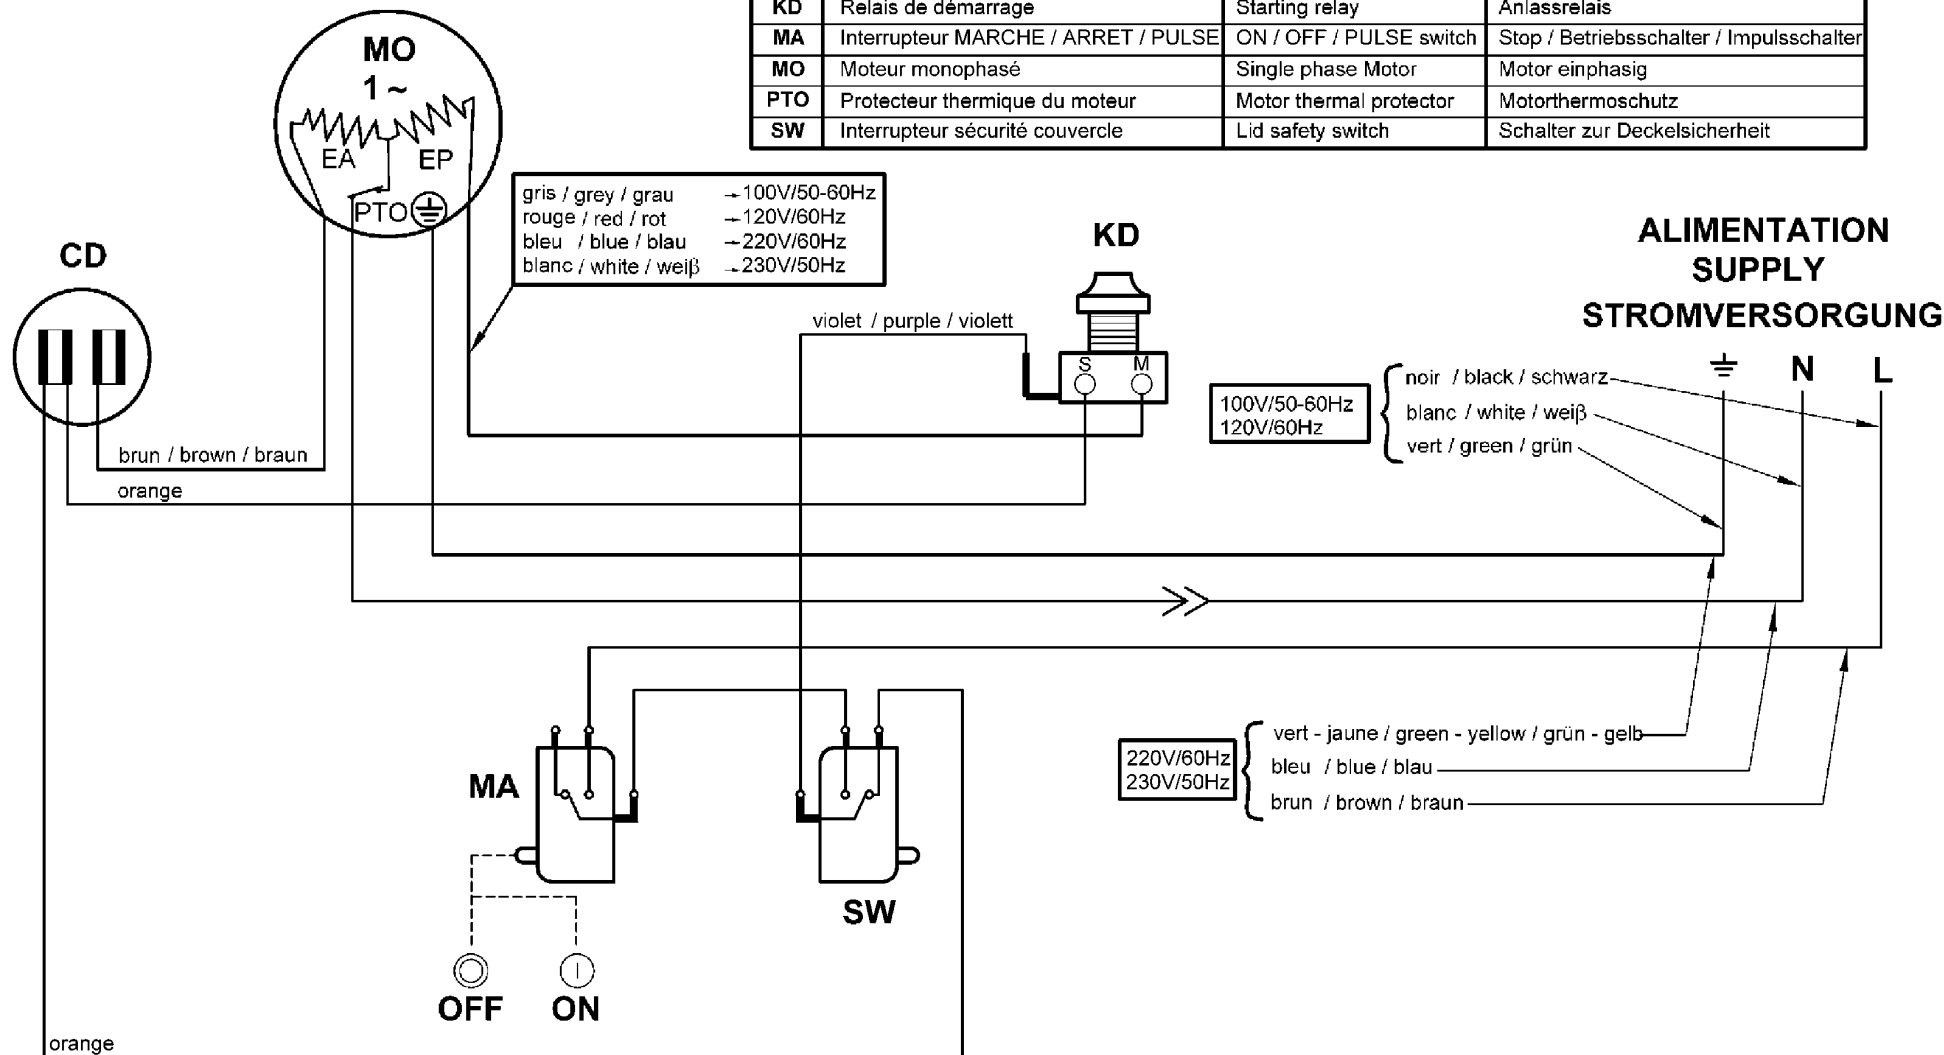 KD Relais de démarrage Starting relay Anlassrelais
MA Interrupteur MARCHE / ARRET / PULSE ON / OFF / PULSE switch Stop / Betriebsschalter / Impulsschalter
MO Moteur monophasé Single phase Motor Motor einphasig
PTO Protecteur thermique du moteur Motor thermal protector Motorthermoschutz
SW Interrupteur sécurité couvercle Lid safety switch Schalter zur Deckelsicherheit
MO
1 ~
EA EP
PTO
gris / grey / grau →100V/50-60Hz
rouge / red / rot →120V/60Hz
bleu / blue / blau →220V/60Hz
blanc / white / weiβ →230V/50Hz
CD
KD
violet / purple / violett
S M
ALIMENTATION
SUPPLY
STROMVERSORGUNG
N L
100V/50-60Hz
120V/60Hz
noir / black / schwarz
blanc / white / weiβ
vert / green / grün
brun / brown / braun
orange
MA
SW
220V/60Hz
230V/50Hz
vert - jaune / green - yellow / grün - gelb
bleu / blue / blau
brun / brown / braun
OFF ON
orange